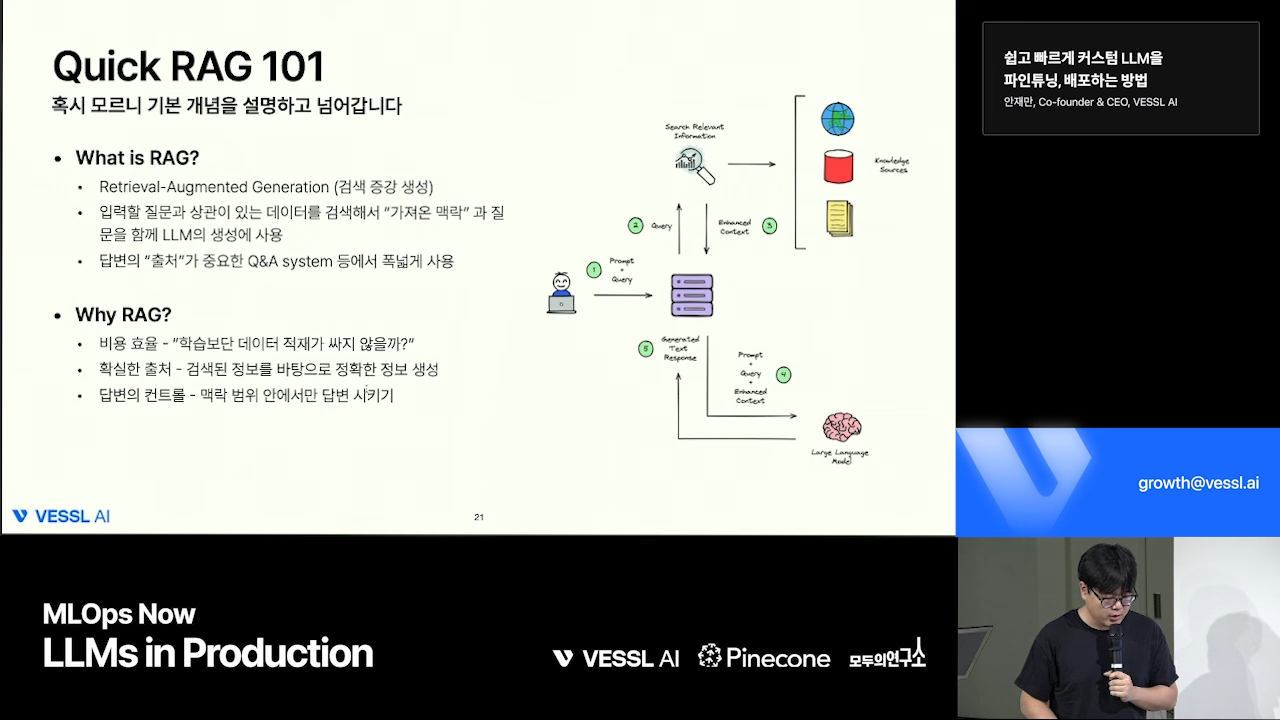 Quick RAG 101
혹시 모르니 기본 개념을 설명하고 넘어갑니다
• What is RAG?
• Retrieval-Augmented Generation (검색 증강 생성)
• 입력할 질문과 상관이 있는 데이터를 검색해서 “가져온 맥락” 과 질
문을 함께 LLM의 생성에 사용
• 답변의 “출처”가 중요한 Q&A system 등에서 폭넓게 사용
• Why RAG?
• 비용 효율 - “학습보단 데이터 적재가 싸지 않을까?”
• 확실한 출처 - 검색된 정보를 바탕으로 정확한 정보 생성
• 답변의 컨트롤 - 맥락 범위 안에서만 답변 시키기
Search Relevant
Information
Knowledge
Sources
2
Query
Enhanced
Context
3
1
Prompt
+
Query
5
Generated
Text
Response
Prompt
+
Query
+
Enhanced
Context
4
Large Language
Model
VESSL AI
21
쉽고 빠르게 커스텀 LLM을
파인튜닝, 배포하는 방법
안재만, Co-founder & CEO, VESSL AI
growth@vessl.ai
MLOps Now
LLMs in Production
VESSL AI
Pinecone
모두의연구소